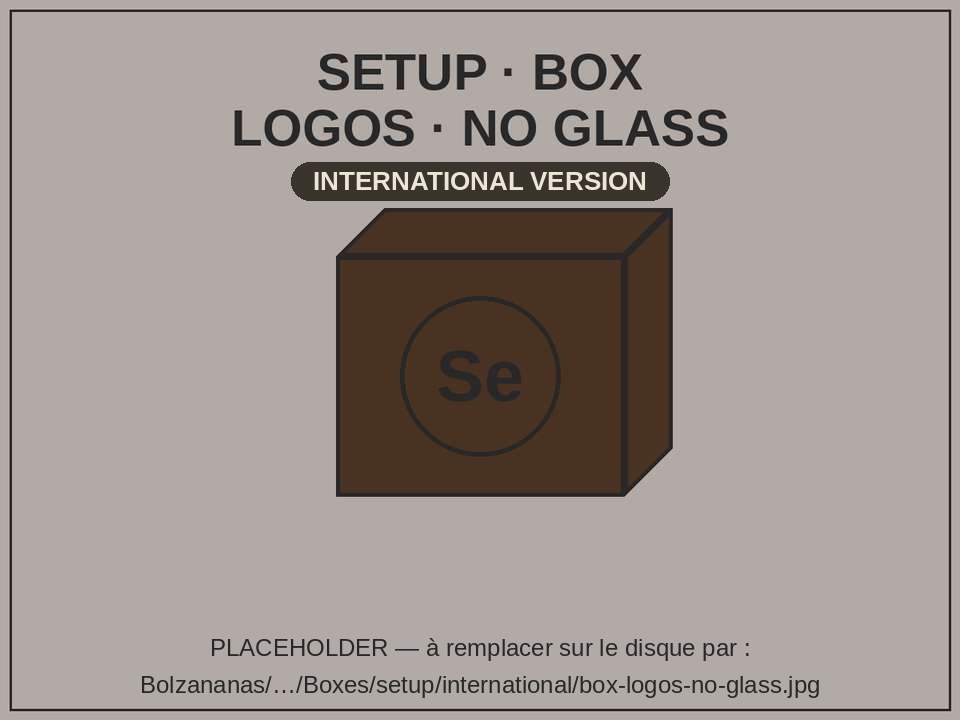 SETUP · BOX
LOGOS · NO GLASS
INTERNATIONAL VERSION
Se
PLACEHOLDER — à remplacer sur le disque par :
Bolzananas/…/Boxes/setup/international/box-logos-no-glass.jpg